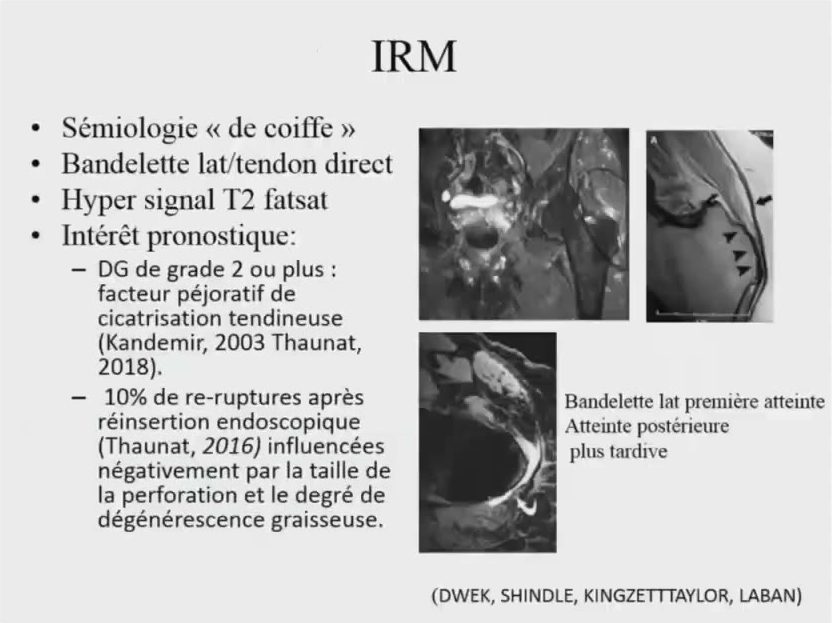 IRM
• Sémiologie « de coiffe »
• Bandelette lat/tendon direct
• Hyper signal T2 fatsat
• Intérêt pronostique:
– DG de grade 2 ou plus :
facteur péjoratif de
cicatrisation tendineuse
(Kandemir, 2003 Thaunat,
2018).
– 10% de re-ruptures après
réinsertion endoscopique
(Thaunat, 2016) influencées
négativement par la taille de
la perforation et le degré de
dégénérescence graisseuse.
A
Bandelette lat première atteinte
Atteinte postérieure
plus tardive
(DWEK, SHINDLE, KINGZETTTAYLOR, LABAN)